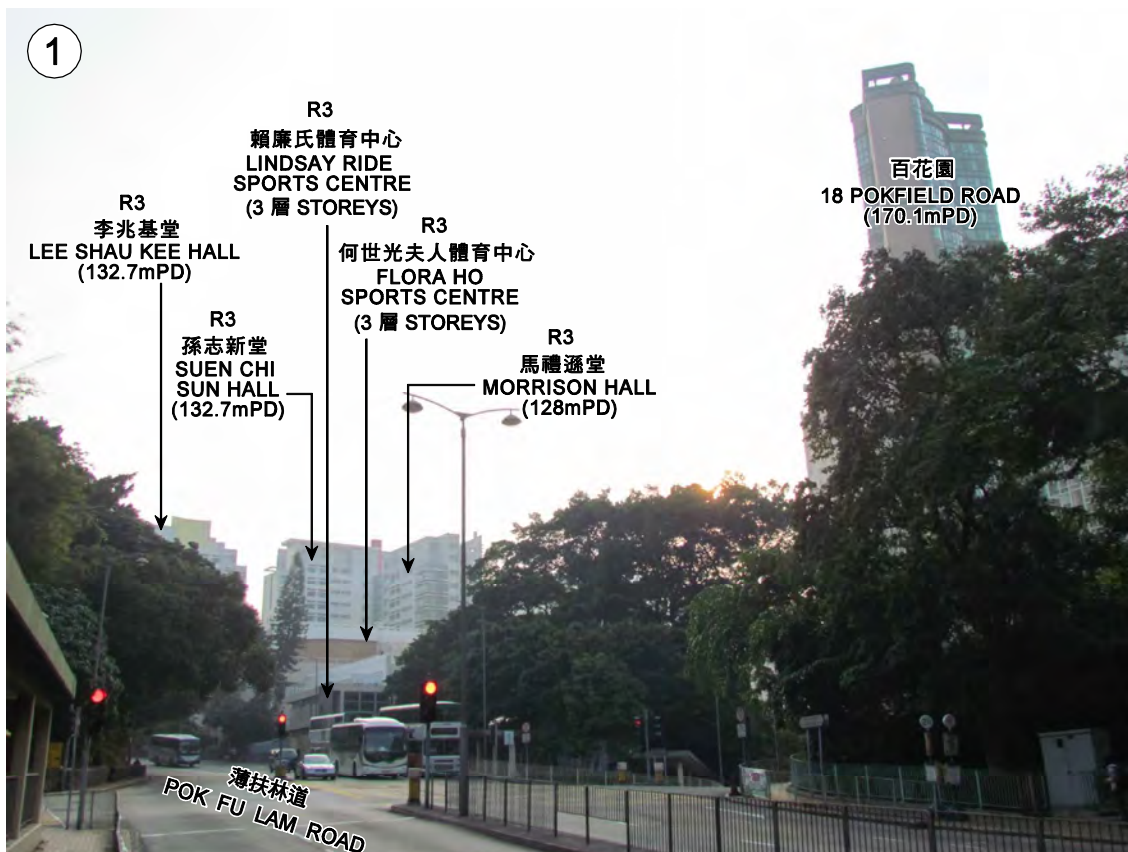 1
R3
賴廉氏體育中心
LINDSAY RIDE
SPORTS CENTRE
(3 層 STOREYS)
百花園
18 POKFIELD ROAD
(170.1mPD)
R3
李兆基堂
LEE SHAU KEE HALL
(132.7mPD)
R3
何世光夫人體育中心
FLORA HO
SPORTS CENTRE
(3 層 STOREYS)
R3
孫志新堂
SUEN CHI
SUN HALL
(132.7mPD)
R3
馬禮遜堂
MORRISON HALL
(128mPD)
薄扶林道
POK FU LAM ROAD